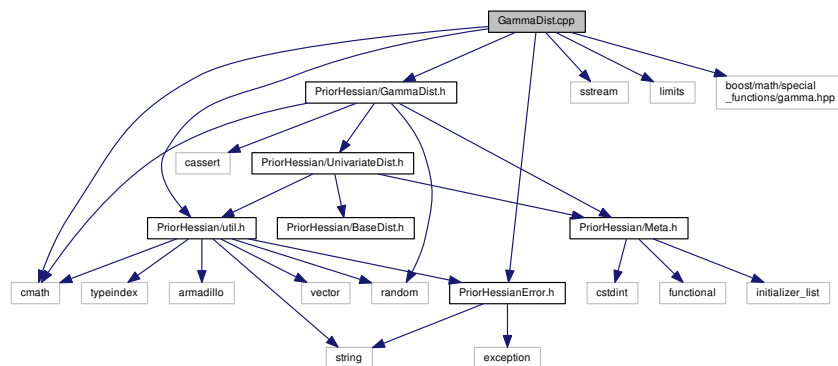 GammaDist.cpp
PriorHessian/GammaDist.h
sstream
limits
boost/math/special
_functions/gamma.hpp
cassert
PriorHessian/UnivariateDist.h
PriorHessian/util.h
PriorHessian/BaseDist.h
PriorHessian/Meta.h
cmath
typeindex
armadillo
vector
random
PriorHessianError.h
cstdint
functional
initializer_list
string
exception